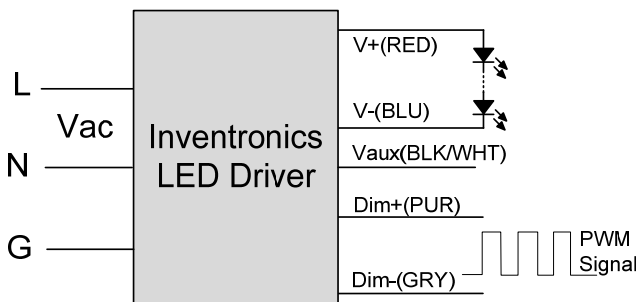 V+(RED)
L
Vac
Inventronics
LED Driver
V-(BLU)
N
Vaux(BLK/WHT)
Dim+(PUR)
G
PWM
Signal
Dim-(GRY)